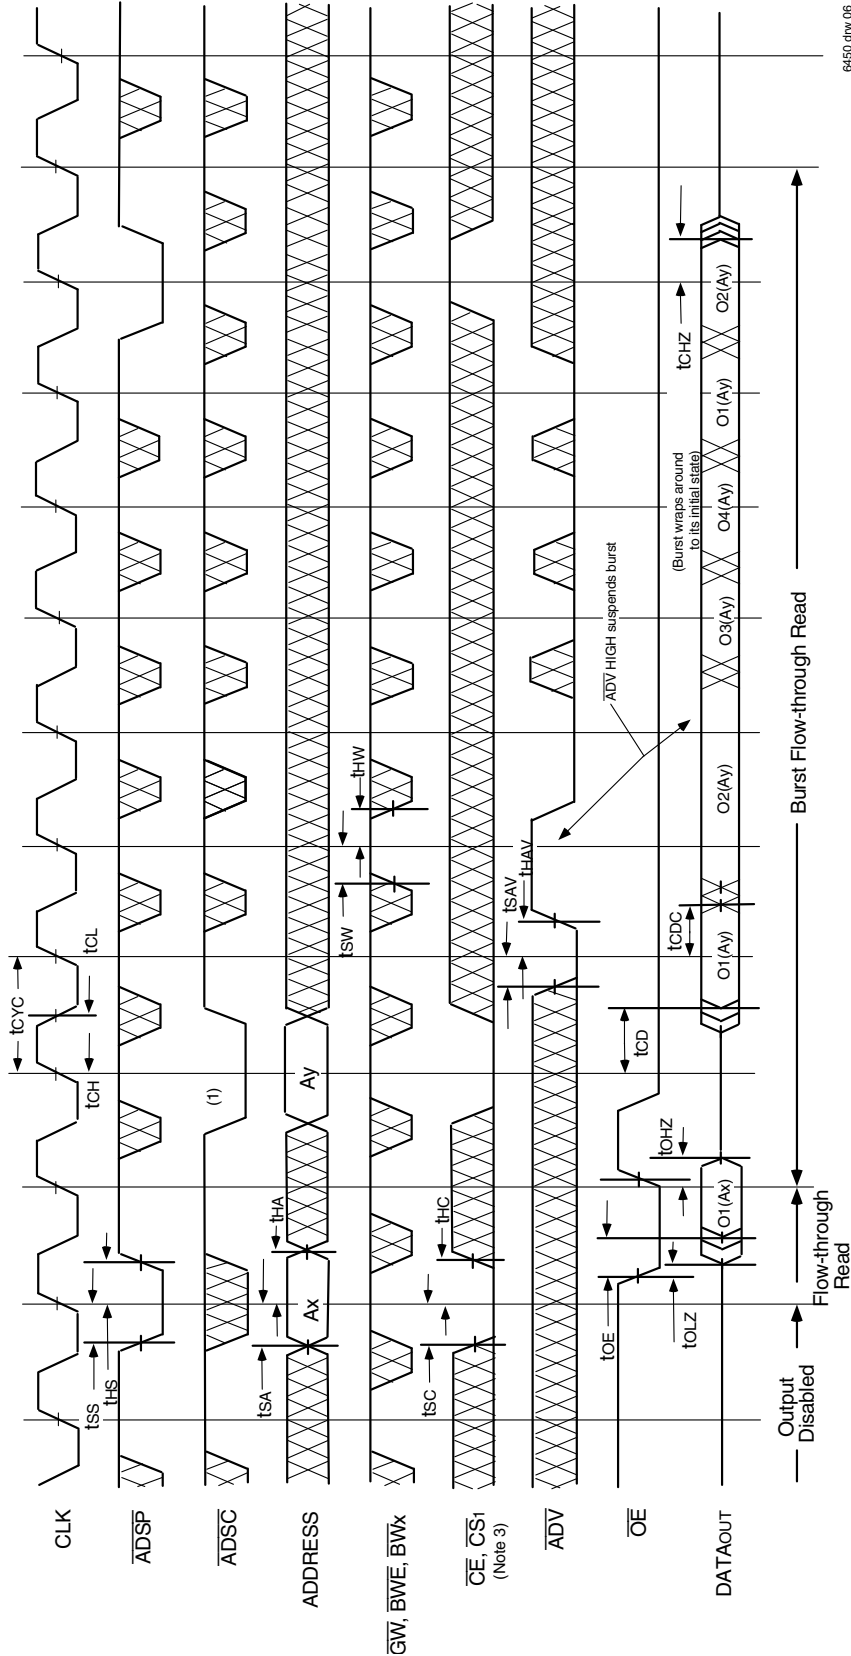 CLK
tCYC
tCH
tCL
tSS
tHS
ADSP
ADSC
(1)
tSA
tHA
ADDRESS
Ax
Ay
tSW
tHW
GW, BWE, BWx
tSC
tHC
CE, CS1
(Note 3)
tSAV
tHAV
ADV
ADV HIGH suspends burst
OE
tOE
tOHZ
tOLZ
tCD
tCDC
(Burst wraps around
to its initial state)
tCHZ
DATAOUT
O1(Ax)
O1(Ay)
O2(Ay)
O3(Ay)
O4(Ay)
O1(Ay)
O2(Ay)
Output
Disabled
Flow-through
Read
Burst Flow-through Read
6450 drw 06